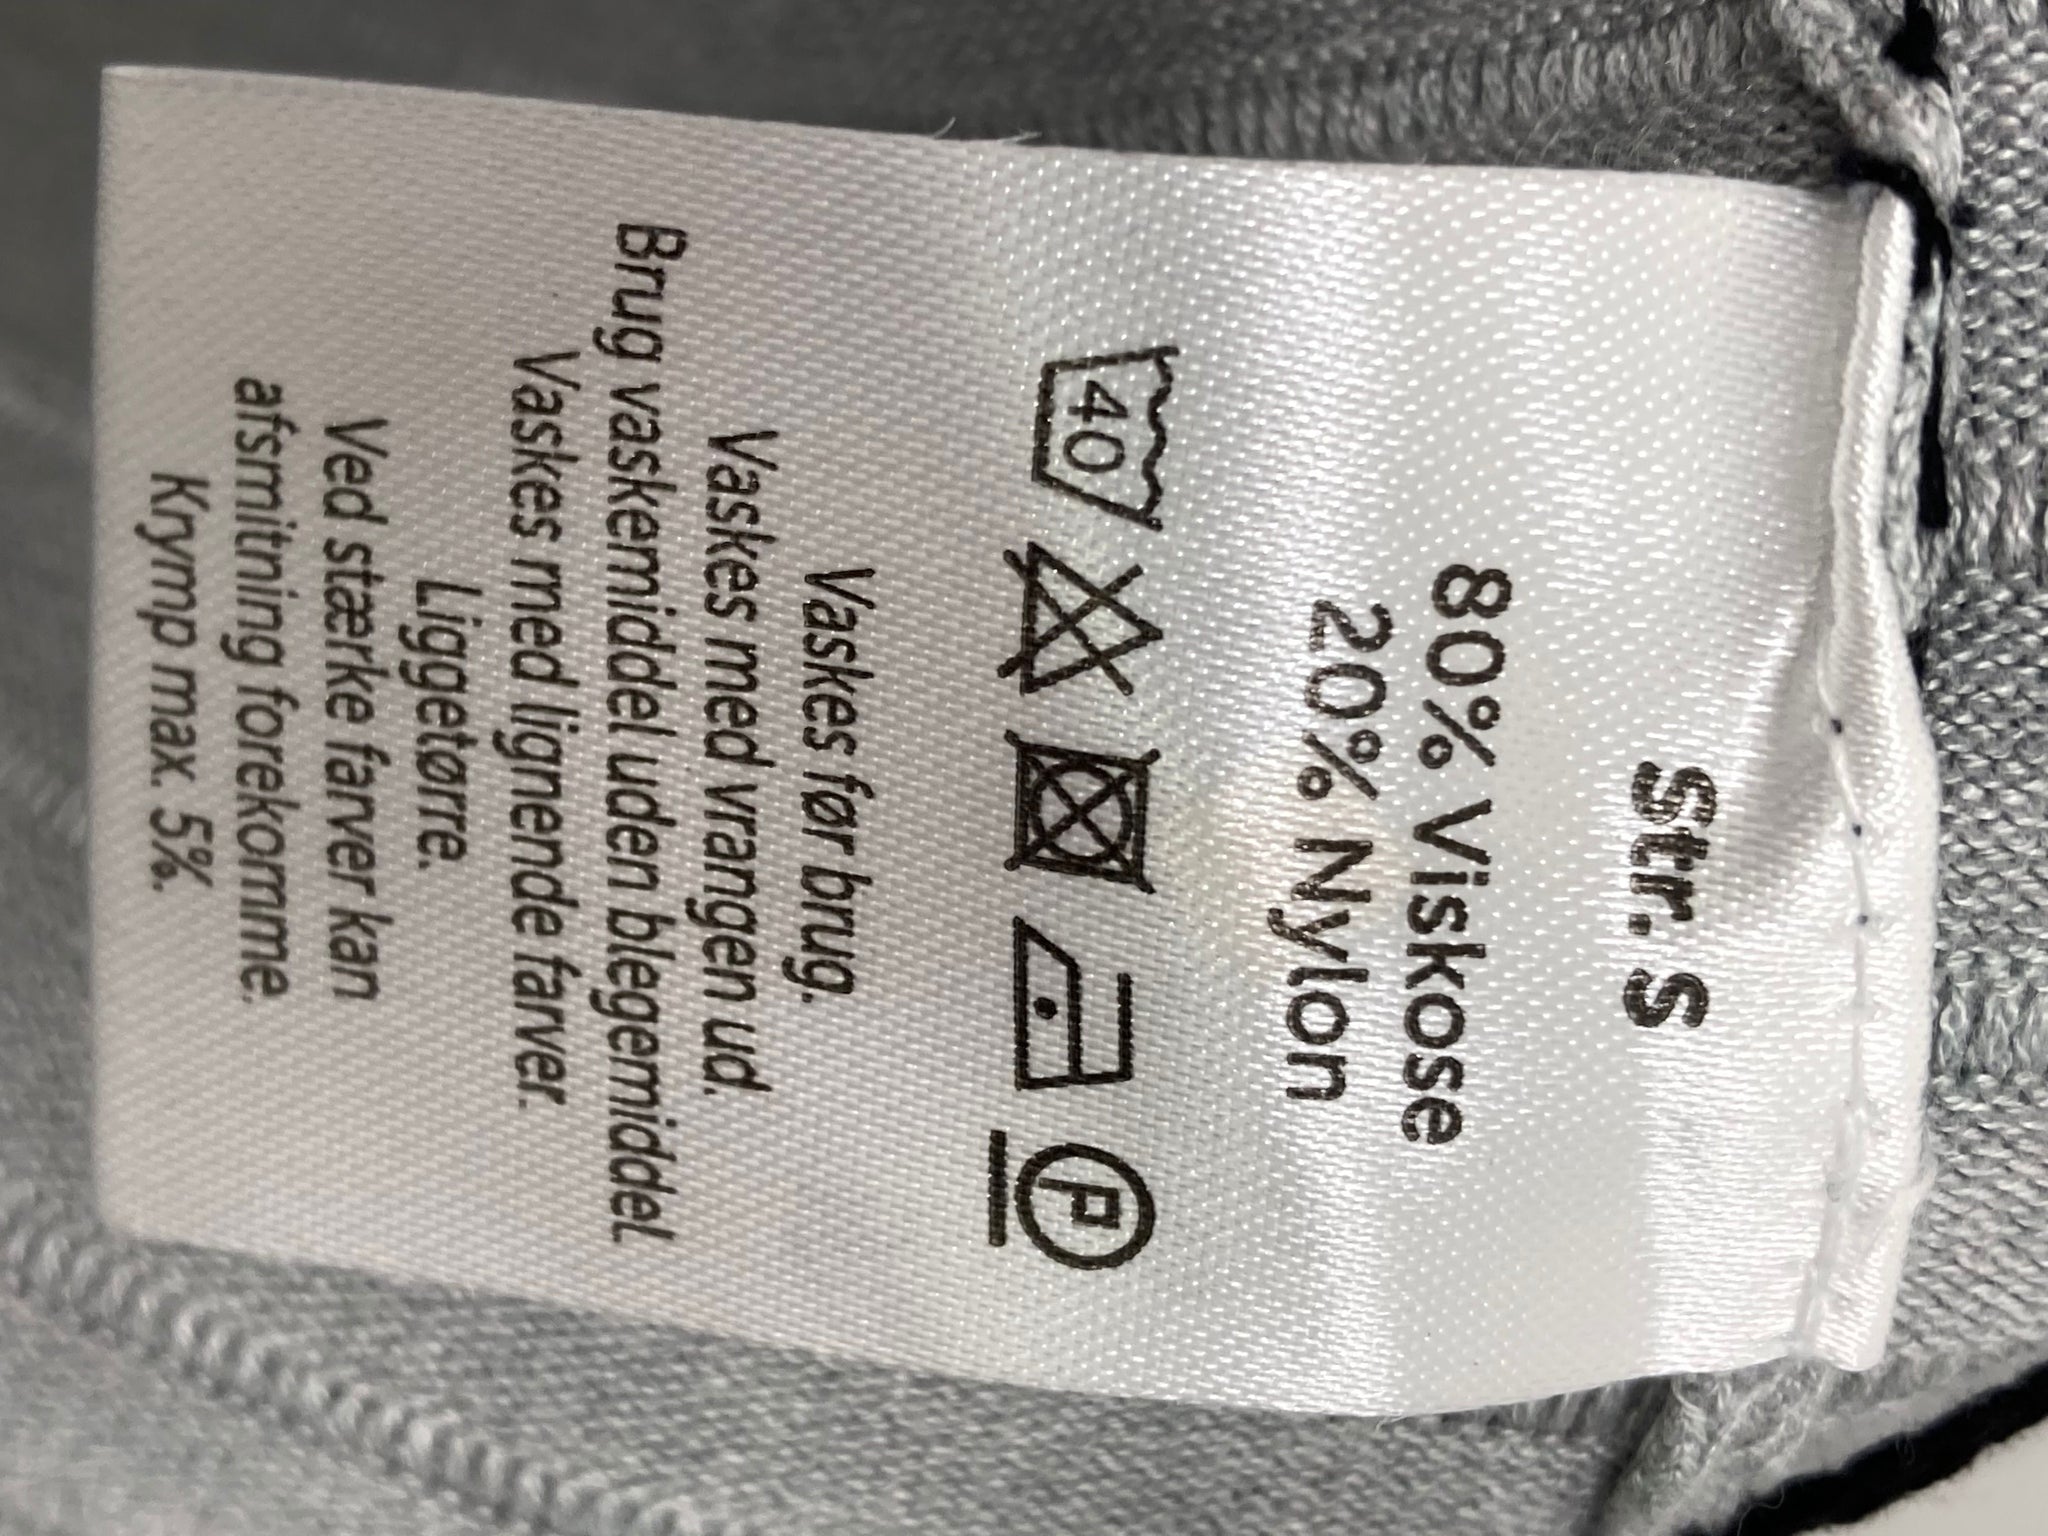 Str. S
80% Viskose
20% Nylon
40
P
Vaskes før brug.
Vaskes med vrangen ud.
Brug vaskemiddel uden blegemiddel.
Vaskes med lignende farver.
Liggetørre.
Ved stærke farver kan
afsmitning forekomme.
Krymp max. 5%.